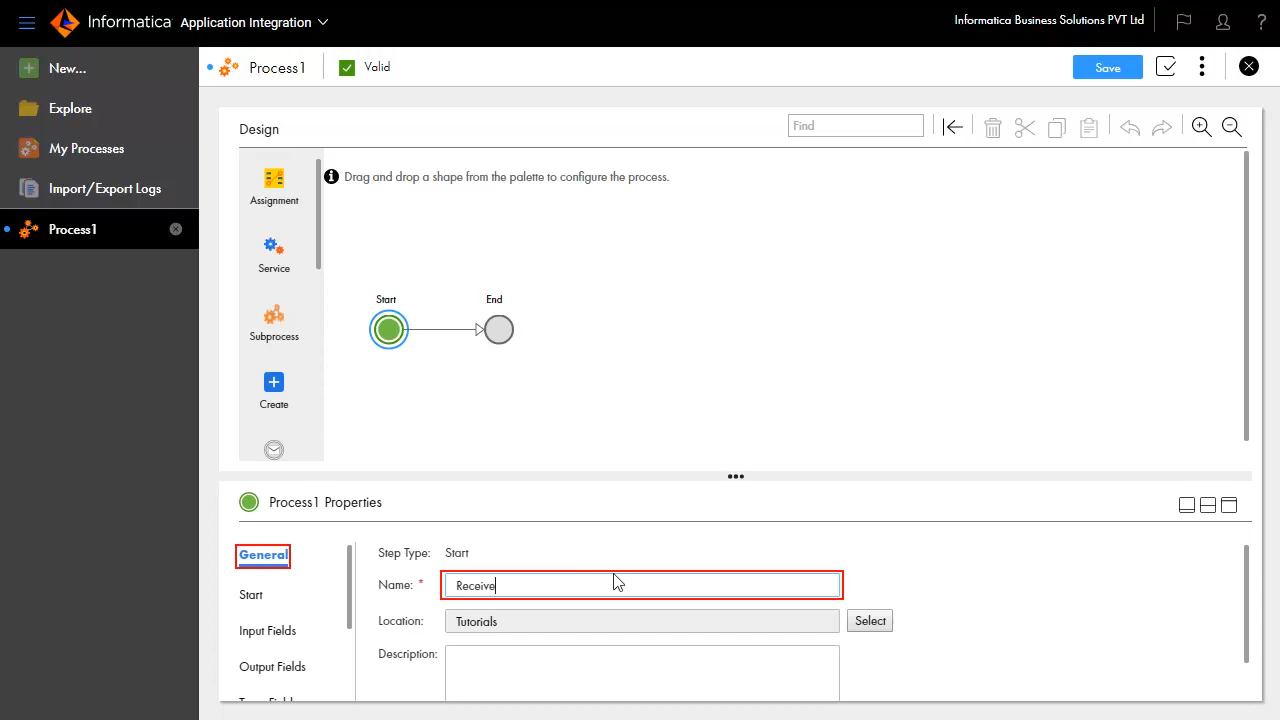 Informatica Application Integration
Informatica Business Solutions PVT Ltd
?
New...
Explore
My Processes
Import/Export Logs
Process1
Process1
Valid
Save
Design
Find
Drag and drop a shape from the palette to configure the process.
Assignment
Service
Subprocess
Create
Start
End
Process1 Properties
General
Start
Input Fields
Output Fields
Step Type: Start
Name: * Receive
Location: Tutorials Select
Description: